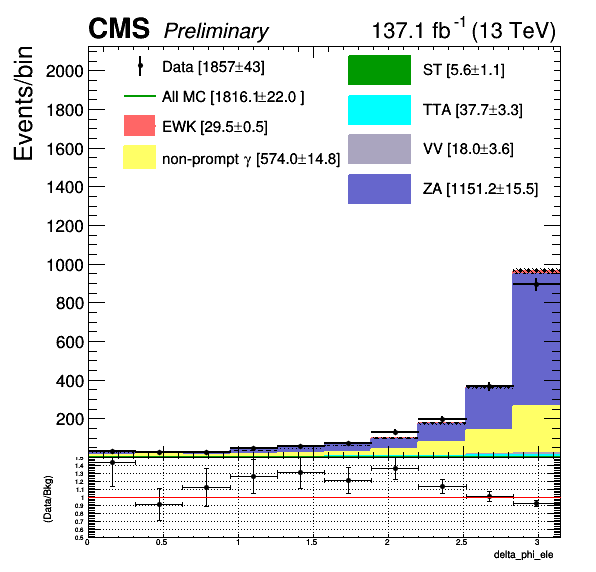 CMS Preliminary 137.1 fb⁻¹ (13 TeV)
Events/bin
2000
1800
1600
1400
1200
1000
800
600
400
200
Data [1857±43]
All MC [1816.1±22.0 ]
EWK [29.5±0.5]
non-prompt γ [574.0±14.8]
ST [5.6±1.1]
TTA [37.7±3.3]
VV [18.0±3.6]
ZA [1151.2±15.5]
(Data/Bkg)
1.5
1.4
1.3
1.2
1.1
1
0.9
0.8
0.7
0.6
0.5
0 0.5 1 1.5 2 2.5 3
delta_phi_ele